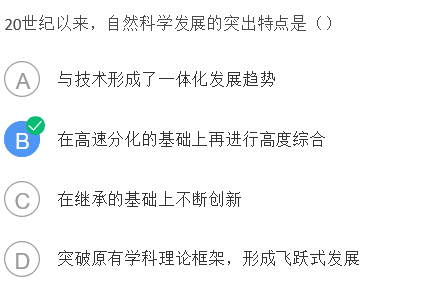 20世纪以来，自然科学发展的突出特点是（）
A 与技术形成了一体化发展趋势
B 在高速分化的基础上再进行高度综合
C 在继承的基础上不断创新
D 突破原有学科理论框架，形成飞跃式发展